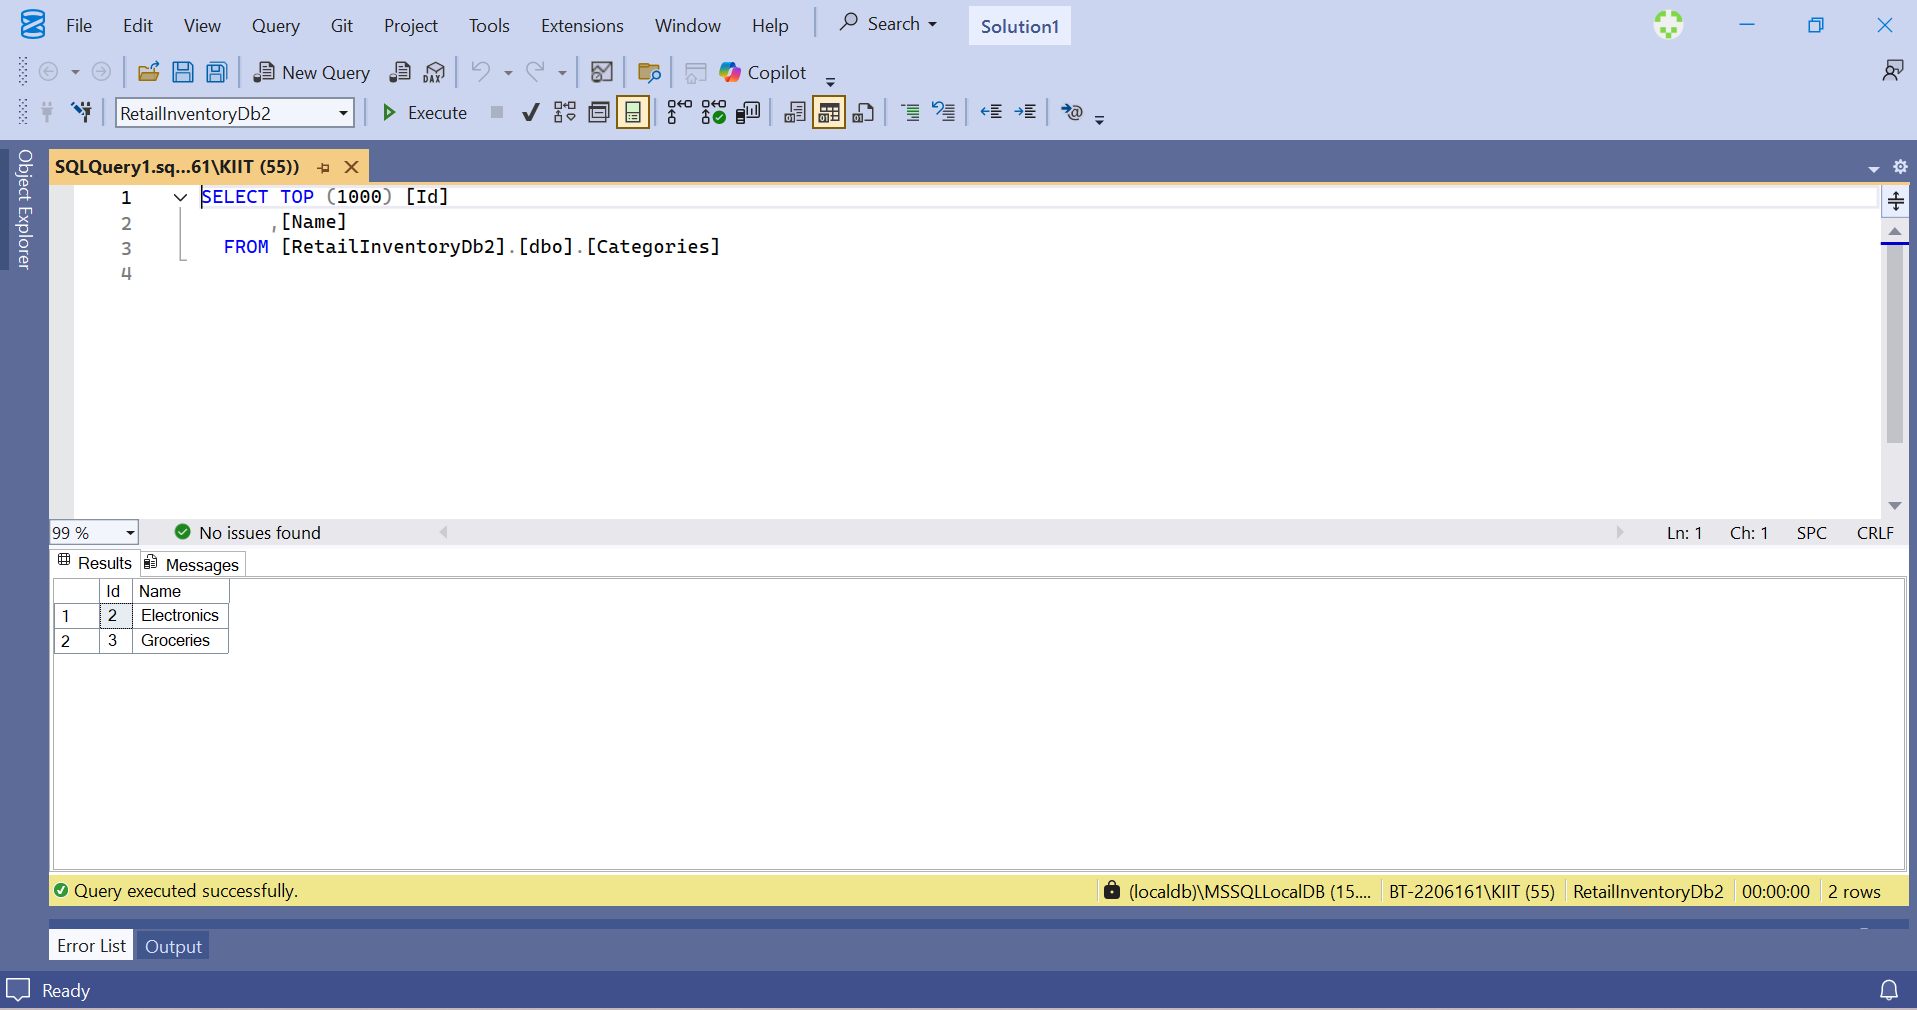 File Edit View Query Git Project Tools Extensions Window Help Search Solution1
New Query DAX Copilot
RetailInventoryDb2 Execute
Object Explorer
SQLQuery1.sq...61\KIIT (55))
1 SELECT TOP (1000) [Id]
2 ,[Name]
3 FROM [RetailInventoryDb2].[dbo].[Categories]
4
99 % No issues found Ln: 1 Ch: 1 SPC CRLF
Results Messages
Id Name
1 2 Electronics
2 3 Groceries
Query executed successfully. (localdb)\MSSQLLocalDB (15.... BT-2206161\KIIT (55) RetailInventoryDb2 00:00:00 2 rows
Error List Output
Ready